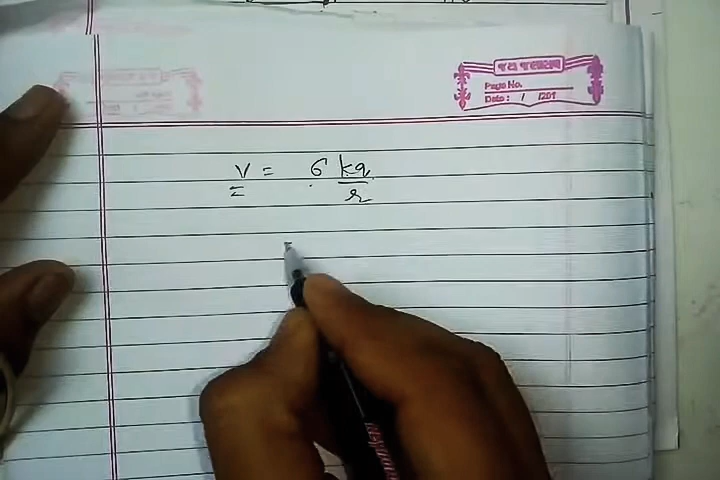 Page No.
Date : / /201
v = 6 kq/r